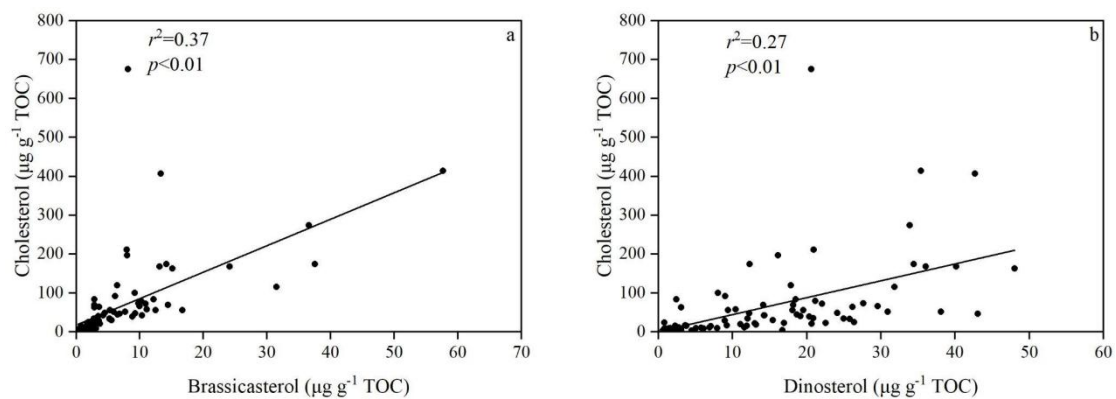 800
700
600
500
400
300
200
100
0
Cholesterol (μg g⁻¹ TOC)
r²=0.37
p<0.01
a
0 10 20 30 40 50 60 70
Brassicasterol (μg g⁻¹ TOC)
800
700
600
500
400
300
200
100
0
Cholesterol (μg g⁻¹ TOC)
r²=0.27
p<0.01
b
0 10 20 30 40 50 60
Dinosterol (μg g⁻¹ TOC)